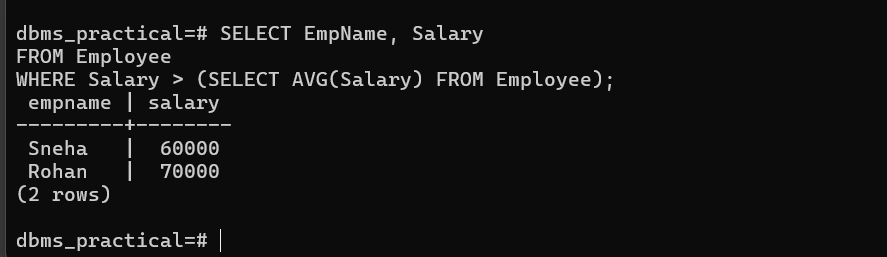 dbms_practical=# SELECT EmpName, Salary
FROM Employee
WHERE Salary > (SELECT AVG(Salary) FROM Employee);
 empname | salary
---------+--------
 Sneha   |  60000
 Rohan   |  70000
(2 rows)

dbms_practical=#